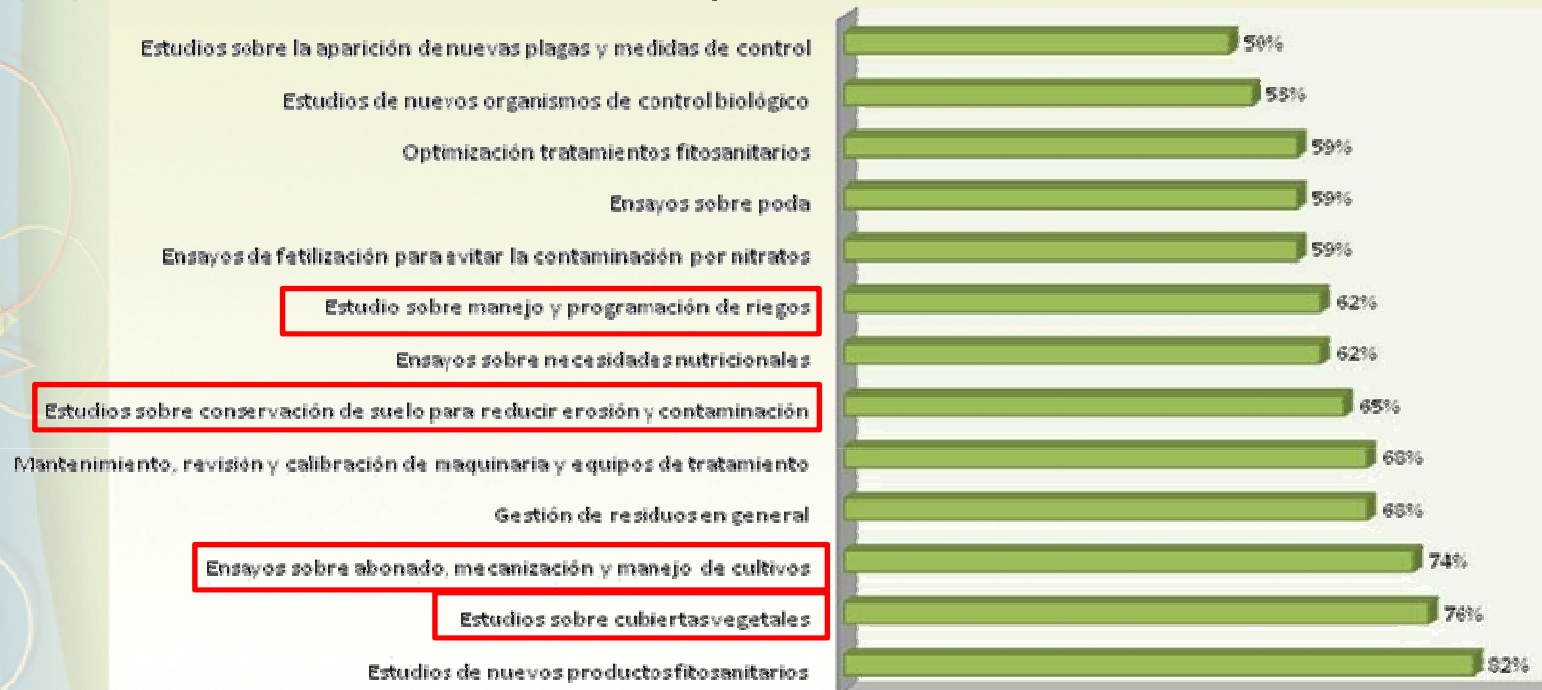 Estudios sobre la aparición de nuevas plagas y medidas de control 50%
Estudios de nuevos organismos de control biológico 53%
Optimización tratamientos fitosanitarios 59%
Ensayos sobre poda 59%
Ensayos de fetilización para evitar la contaminación por nitratos 59%
Estudio sobre manejo y programación de riegos 62%
Ensayos sobre necesidades nutricionales 62%
Estudios sobre conservación de suelo para reducir erosión y contaminación 65%
Mantenimiento, revisión y calibración de maquinaria y equipos de tratamiento 68%
Gestión de residuos en general 68%
Ensayos sobre abonado, mecanización y manejo de cultivos 74%
Estudios sobre cubiertas vegetales 76%
Estudios de nuevos productos fitosanitarios 82%